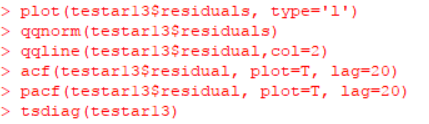 > plot(testar13$residuals, type='l')
> qqnorm(testar13$residuals)
> qqline(testar13$residual,col=2)
> acf(testar13$residual, plot=T, lag=20)
> pacf(testar13$residual, plot=T, lag=20)
> tsdiag(testar13)